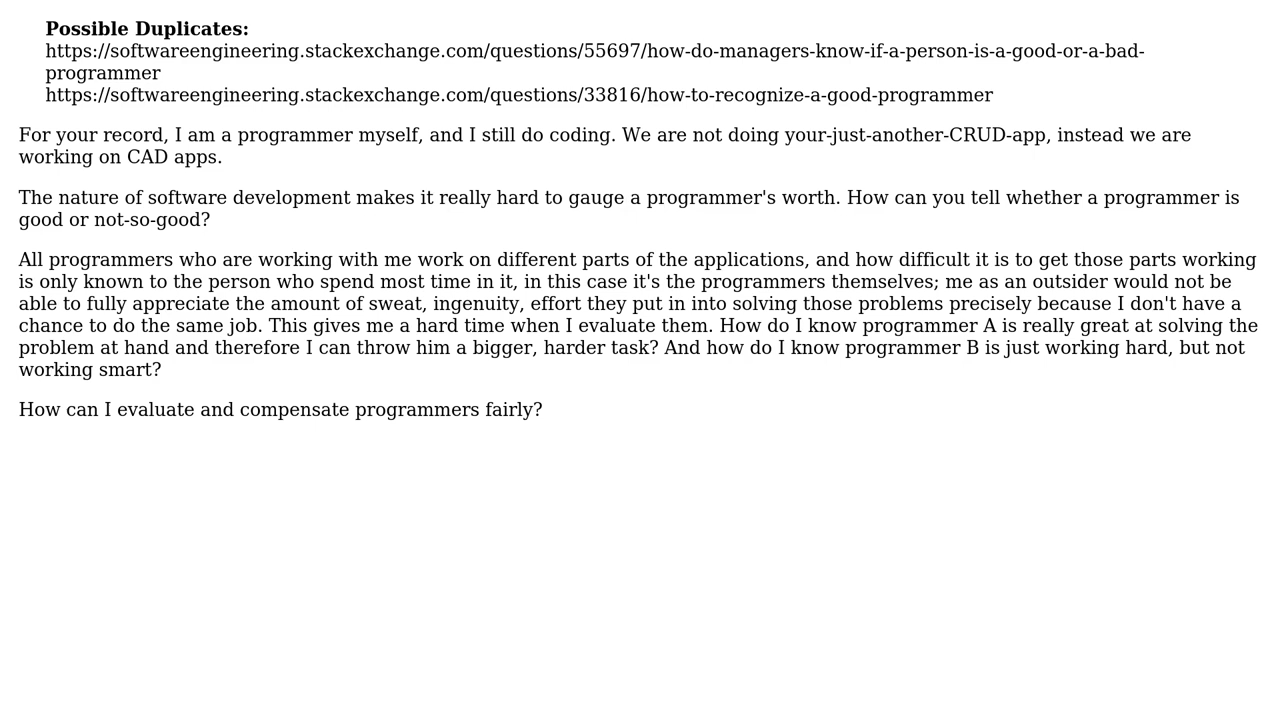 Possible Duplicates:
https://softwareengineering.stackexchange.com/questions/55697/how-do-managers-know-if-a-person-is-a-good-or-a-bad-
programmer
https://softwareengineering.stackexchange.com/questions/33816/how-to-recognize-a-good-programmer
For your record, I am a programmer myself, and I still do coding. We are not doing your-just-another-CRUD-app, instead we are
working on CAD apps.
The nature of software development makes it really hard to gauge a programmer's worth. How can you tell whether a programmer is
good or not-so-good?
All programmers who are working with me work on different parts of the applications, and how difficult it is to get those parts working
is only known to the person who spend most time in it, in this case it's the programmers themselves; me as an outsider would not be
able to fully appreciate the amount of sweat, ingenuity, effort they put in into solving those problems precisely because I don't have a
chance to do the same job. This gives me a hard time when I evaluate them. How do I know programmer A is really great at solving the
problem at hand and therefore I can throw him a bigger, harder task? And how do I know programmer B is just working hard, but not
working smart?
How can I evaluate and compensate programmers fairly?